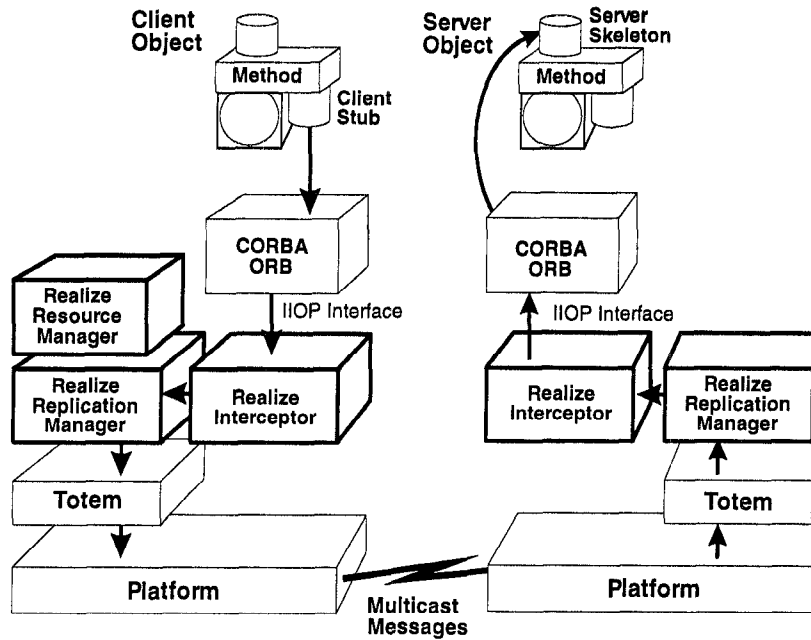 Client
Object
Method
Client
Stub
CORBA
ORB
IIOP Interface
Realize
Resource
Manager
Realize
Replication
Manager
Realize
Interceptor
Totem
Platform
Multicast
Messages
Server
Object
Server
Skeleton
Method
CORBA
ORB
IIOP Interface
Realize
Interceptor
Realize
Replication
Manager
Totem
Platform